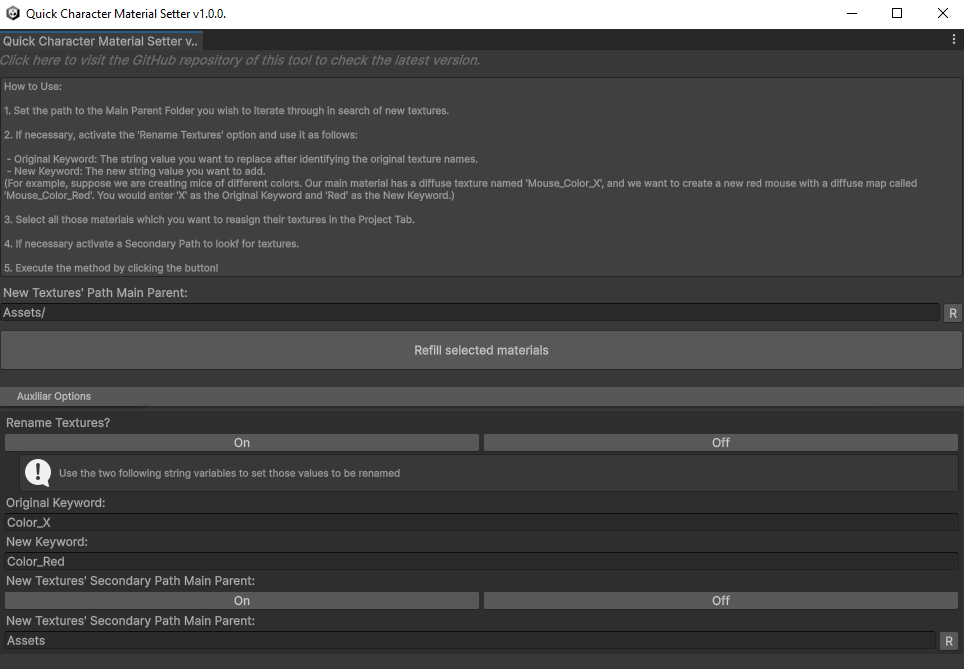 Quick Character Material Setter v1.0.0.
Quick Character Material Setter v..
Click here to visit the GitHub repository of this tool to check the latest version.
How to Use:
1. Set the path to the Main Parent Folder you wish to iterate through in search of new textures.
2. If necessary, activate the 'Rename Textures' option and use it as follows:
- Original Keyword: The string value you want to replace after identifying the original texture names.
- New Keyword: The new string value you want to add.
(For example, suppose we are creating mice of different colors. Our main material has a diffuse texture named 'Mouse_Color_X', and we want to create a new red mouse with a diffuse map called
'Mouse_Color_Red'. You would enter 'X' as the Original Keyword and 'Red' as the New Keyword.)
3. Select all those materials which you want to reasign their textures in the Project Tab.
4. If necessary activate a Secondary Path to lookf for textures.
5. Execute the method by clicking the button!
New Textures' Path Main Parent:
Assets/ R
Refill selected materials
Auxiliar Options
Rename Textures?
On Off
Use the two following string variables to set those values to be renamed
Original Keyword:
Color_X
New Keyword:
Color_Red
New Textures' Secondary Path Main Parent:
On Off
New Textures' Secondary Path Main Parent:
Assets R